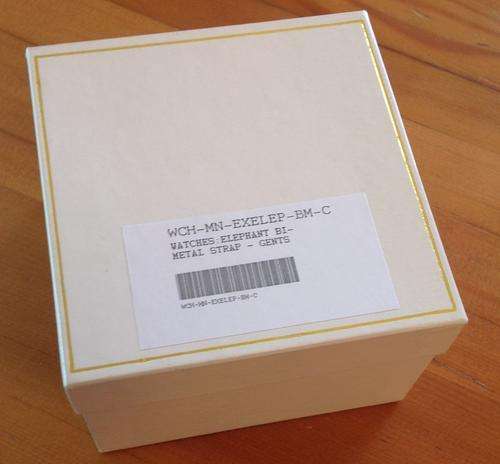 WCH-MN-EXELEP-BM-C
WATCHES ELEPHANT BI-
METAL STRAP - GENTS
WCH-MN-EXELEP-BM-C